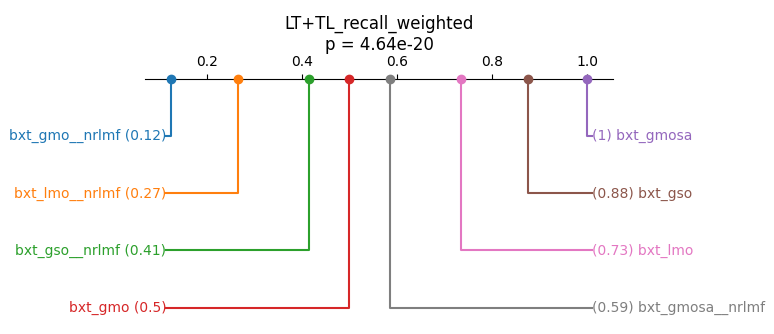 LT+TL_recall_weighted
p = 4.64e-20
0.2 0.4 0.6 0.8 1.0
bxt_gmo__nrlmf (0.12) (1) bxt_gmosa
bxt_lmo__nrlmf (0.27) (0.88) bxt_gso
bxt_gso__nrlmf (0.41) (0.73) bxt_lmo
bxt_gmo (0.5) (0.59) bxt_gmosa__nrlmf